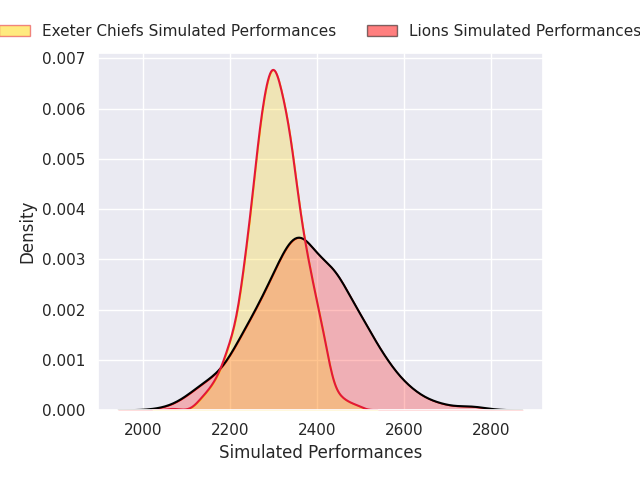 Exeter Chiefs Simulated Performances Lions Simulated Performances
0.007
0.006
0.005
0.004
0.003
0.002
0.001
0.000
Density
2000 2200 2400 2600 2800
Simulated Performances